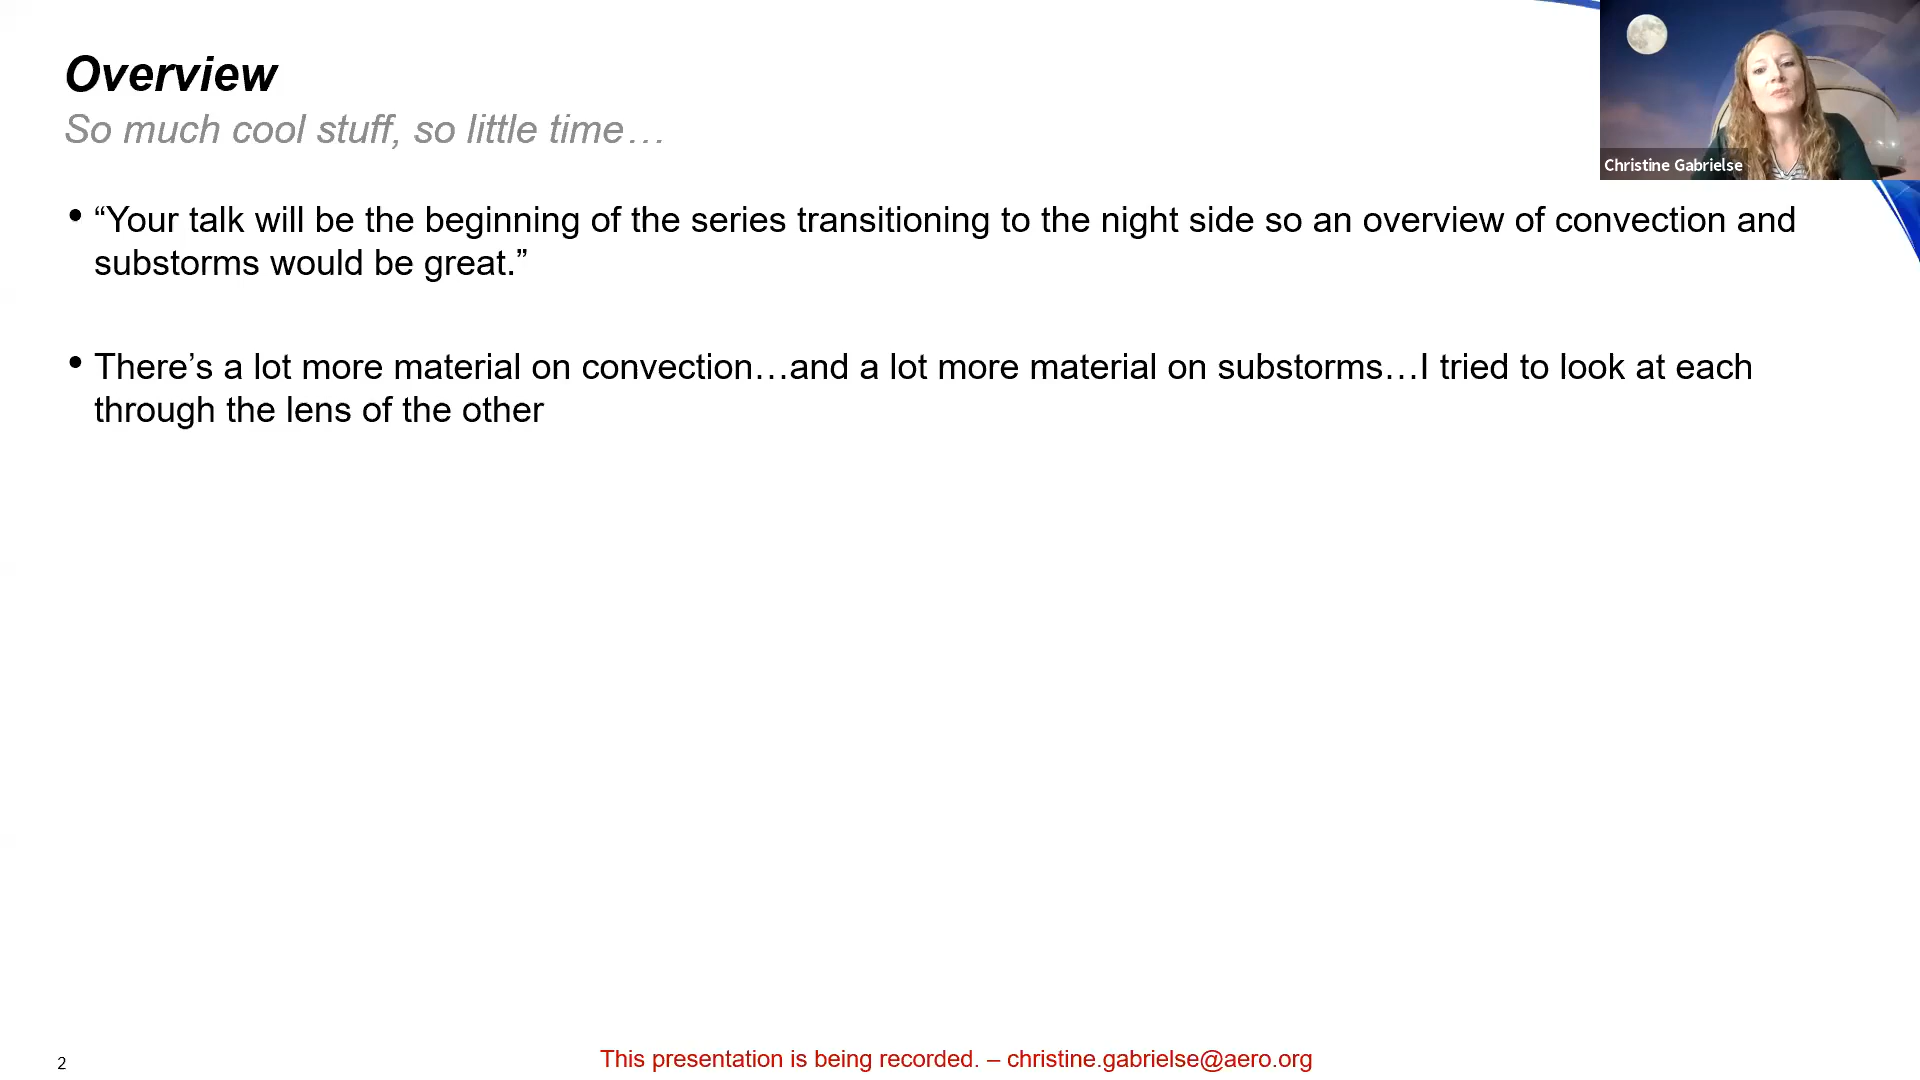 Overview
So much cool stuff, so little time…
Christine Gabrielse
• “Your talk will be the beginning of the series transitioning to the night side so an overview of convection and
substorms would be great.”
• There’s a lot more material on convection…and a lot more material on substorms…I tried to look at each
through the lens of the other
2
This presentation is being recorded. – christine.gabrielse@aero.org